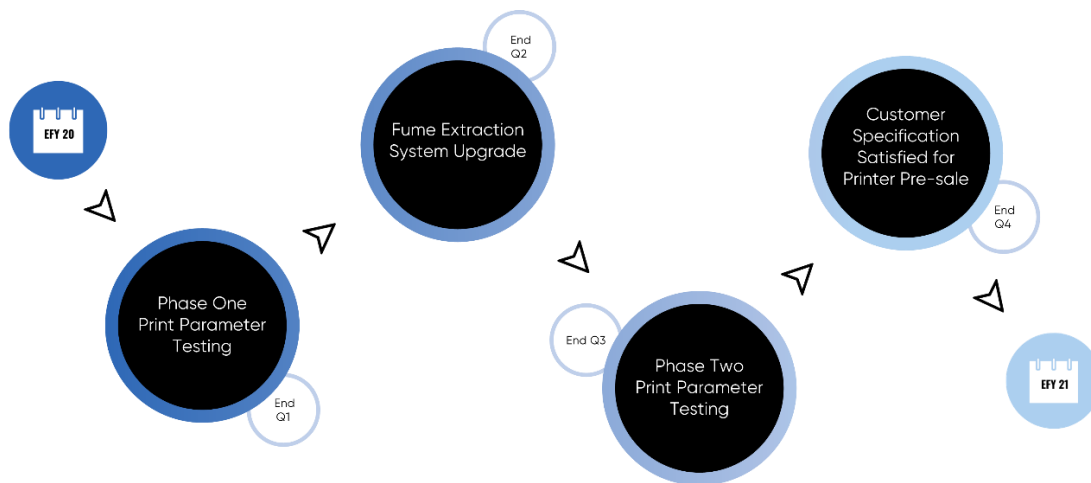 EFY 20
Phase One
Print Parameter
Testing
End
Q1
Fume Extraction
System Upgrade
End
Q2
Phase Two
Print Parameter
Testing
End Q3
Customer
Specification
Satisfied for
Printer Pre-sale
End
Q4
EFY 21